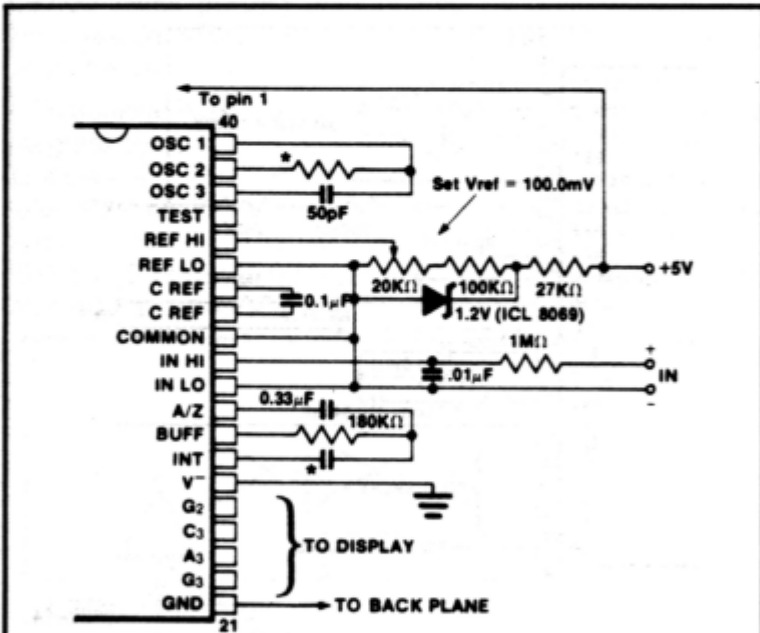 To pin 1
40
OSC 1
OSC 2
*
OSC 3
50pF
Set Vref = 100.0mV
TEST
REF HI
REF LO
+5V
20KΩ
100KΩ
27KΩ
C REF
0.1μF
1.2V (ICL 8069)
C REF
COMMON
1MΩ
IN HI
+
.01μF
IN
IN LO
-
0.33μF
A/Z
180KΩ
BUFF
INT
*
V-
G2
C3
TO DISPLAY
A3
G3
GND
TO BACK PLANE
21